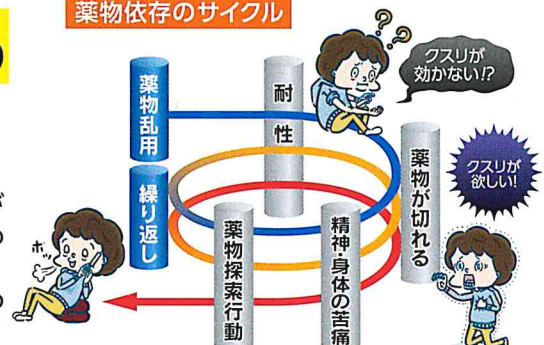 薬物依存のサイクル
薬物乱用
耐性
クスリが
効かない!?
繰り返し
薬物が切れる
クスリが
欲しい!
ホッ
薬物探索行動
精神・身体の苦痛